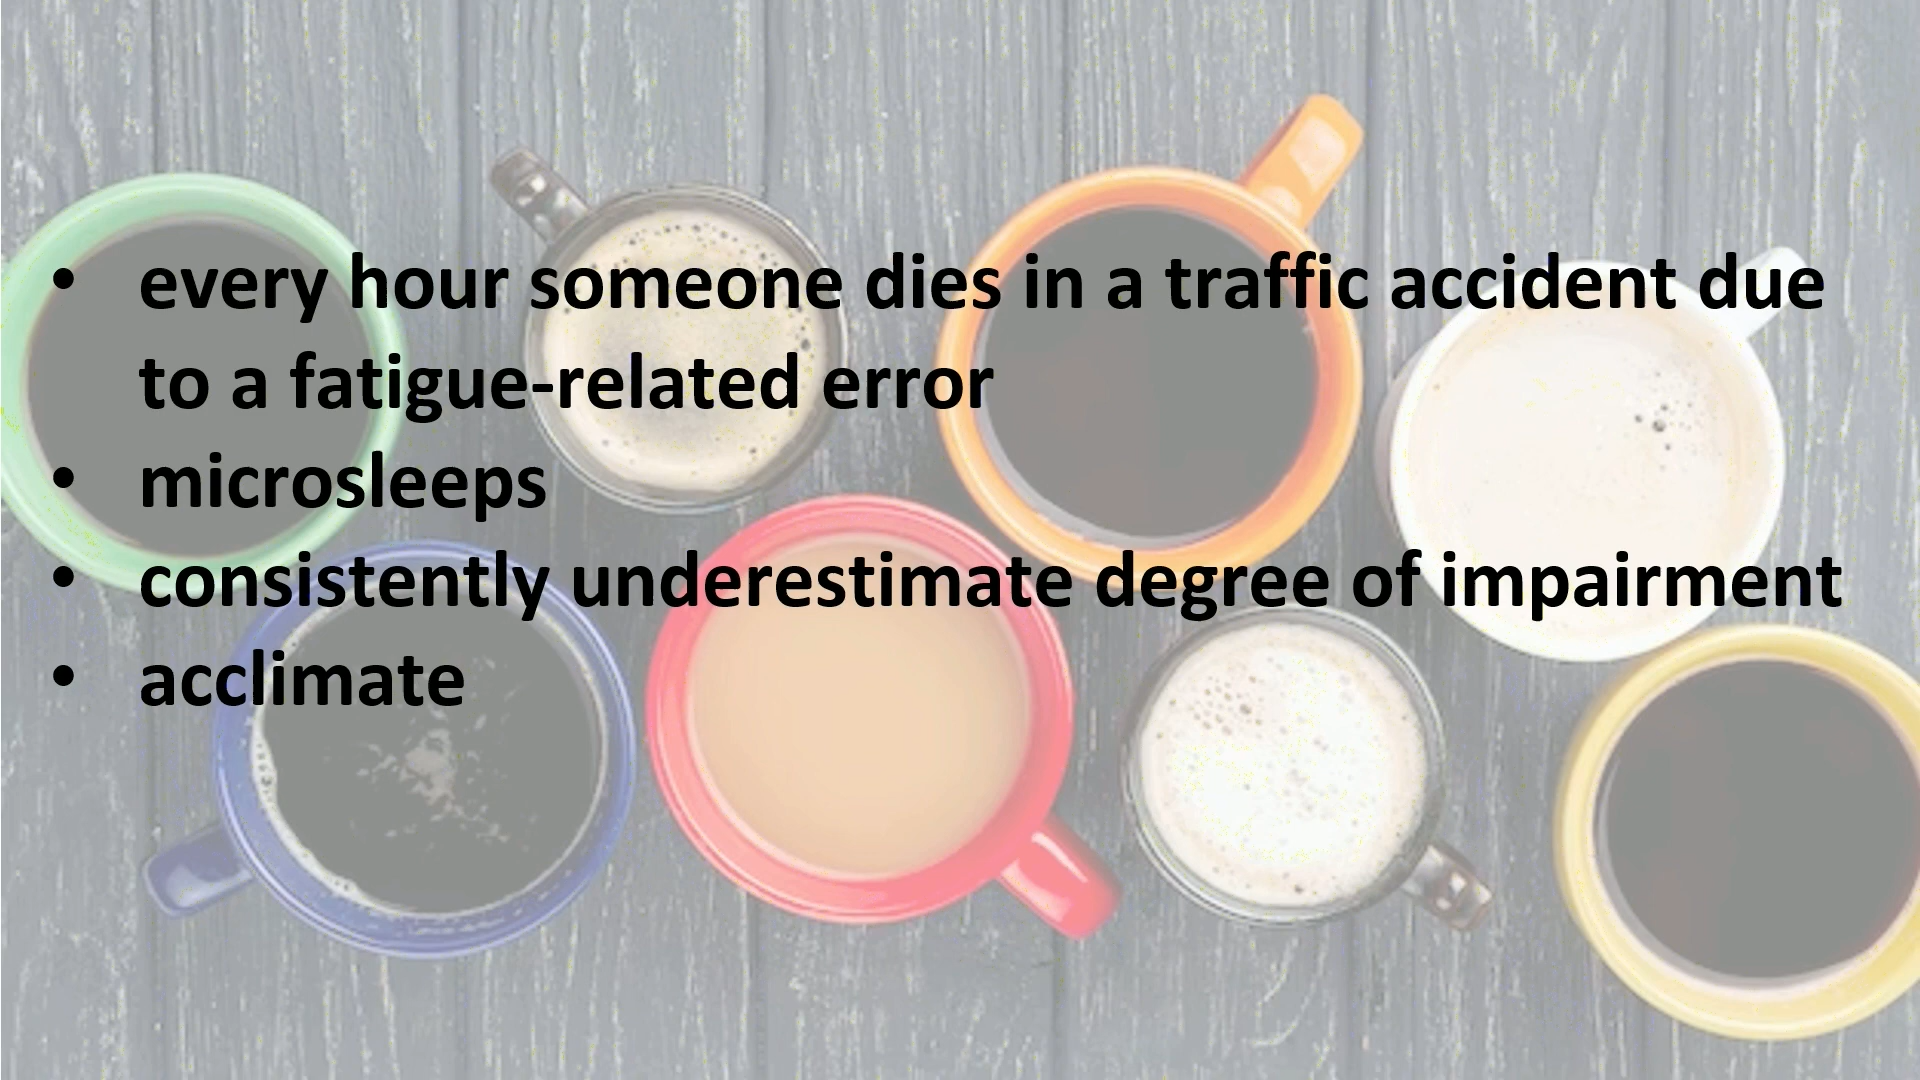 • every hour someone dies in a traffic accident due
to a fatigue-related error
• microsleeps
• consistently underestimate degree of impairment
• acclimate